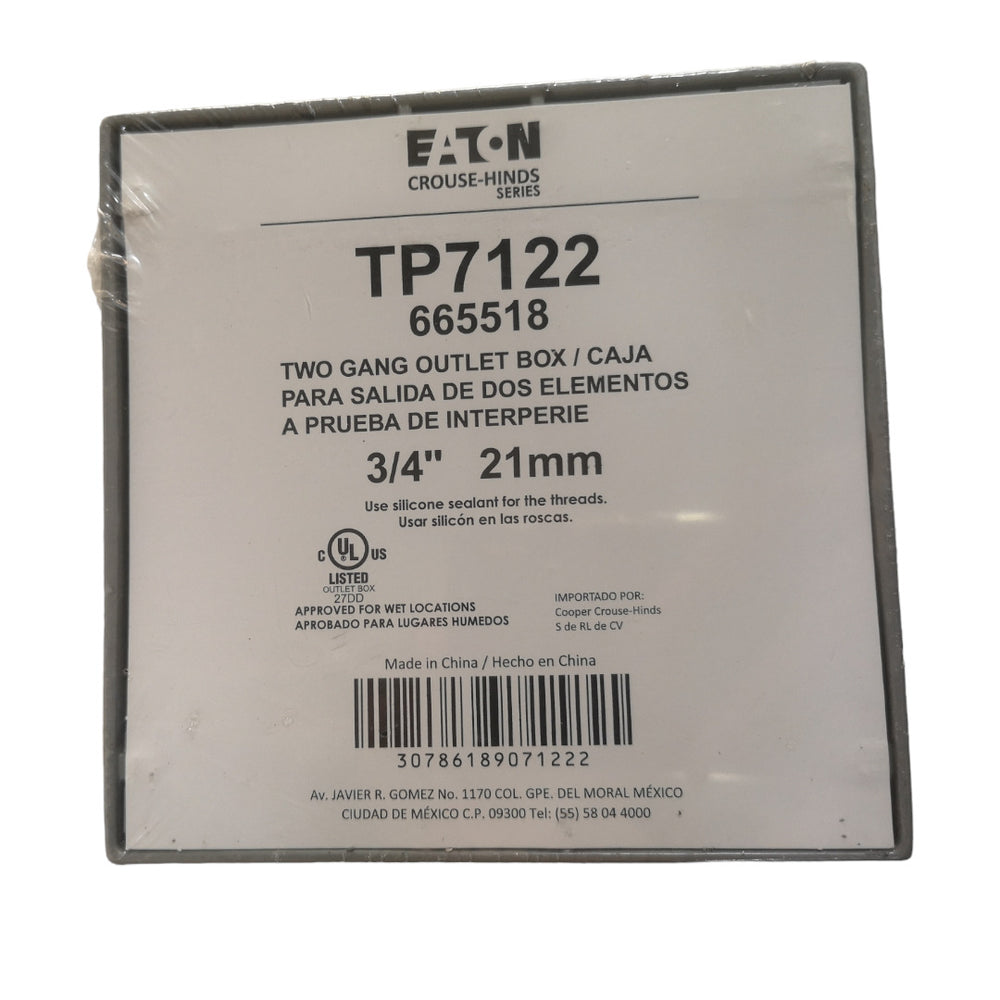 EATON
CROUSE-HINDS
SERIES
TP7122
665518
TWO GANG OUTLET BOX / CAJA
PARA SALIDA DE DOS ELEMENTOS
A PRUEBA DE INTERPERIE
3/4" 21mm
Use silicone sealant for the threads.
Usar silicón en las roscas.
C UL US
LISTED
OUTLET BOX
27DD
APPROVED FOR WET LOCATIONS
APROBADO PARA LUGARES HUMEDOS
IMPORTADO POR:
Cooper Crouse-Hinds
S de RL de CV
Made in China / Hecho en China
30786189071222
Av. JAVIER R. GOMEZ No. 1170 COL. GPE. DEL MORAL MÉXICO
CIUDAD DE MÉXICO C.P. 09300 Tel: (55) 58 04 4000